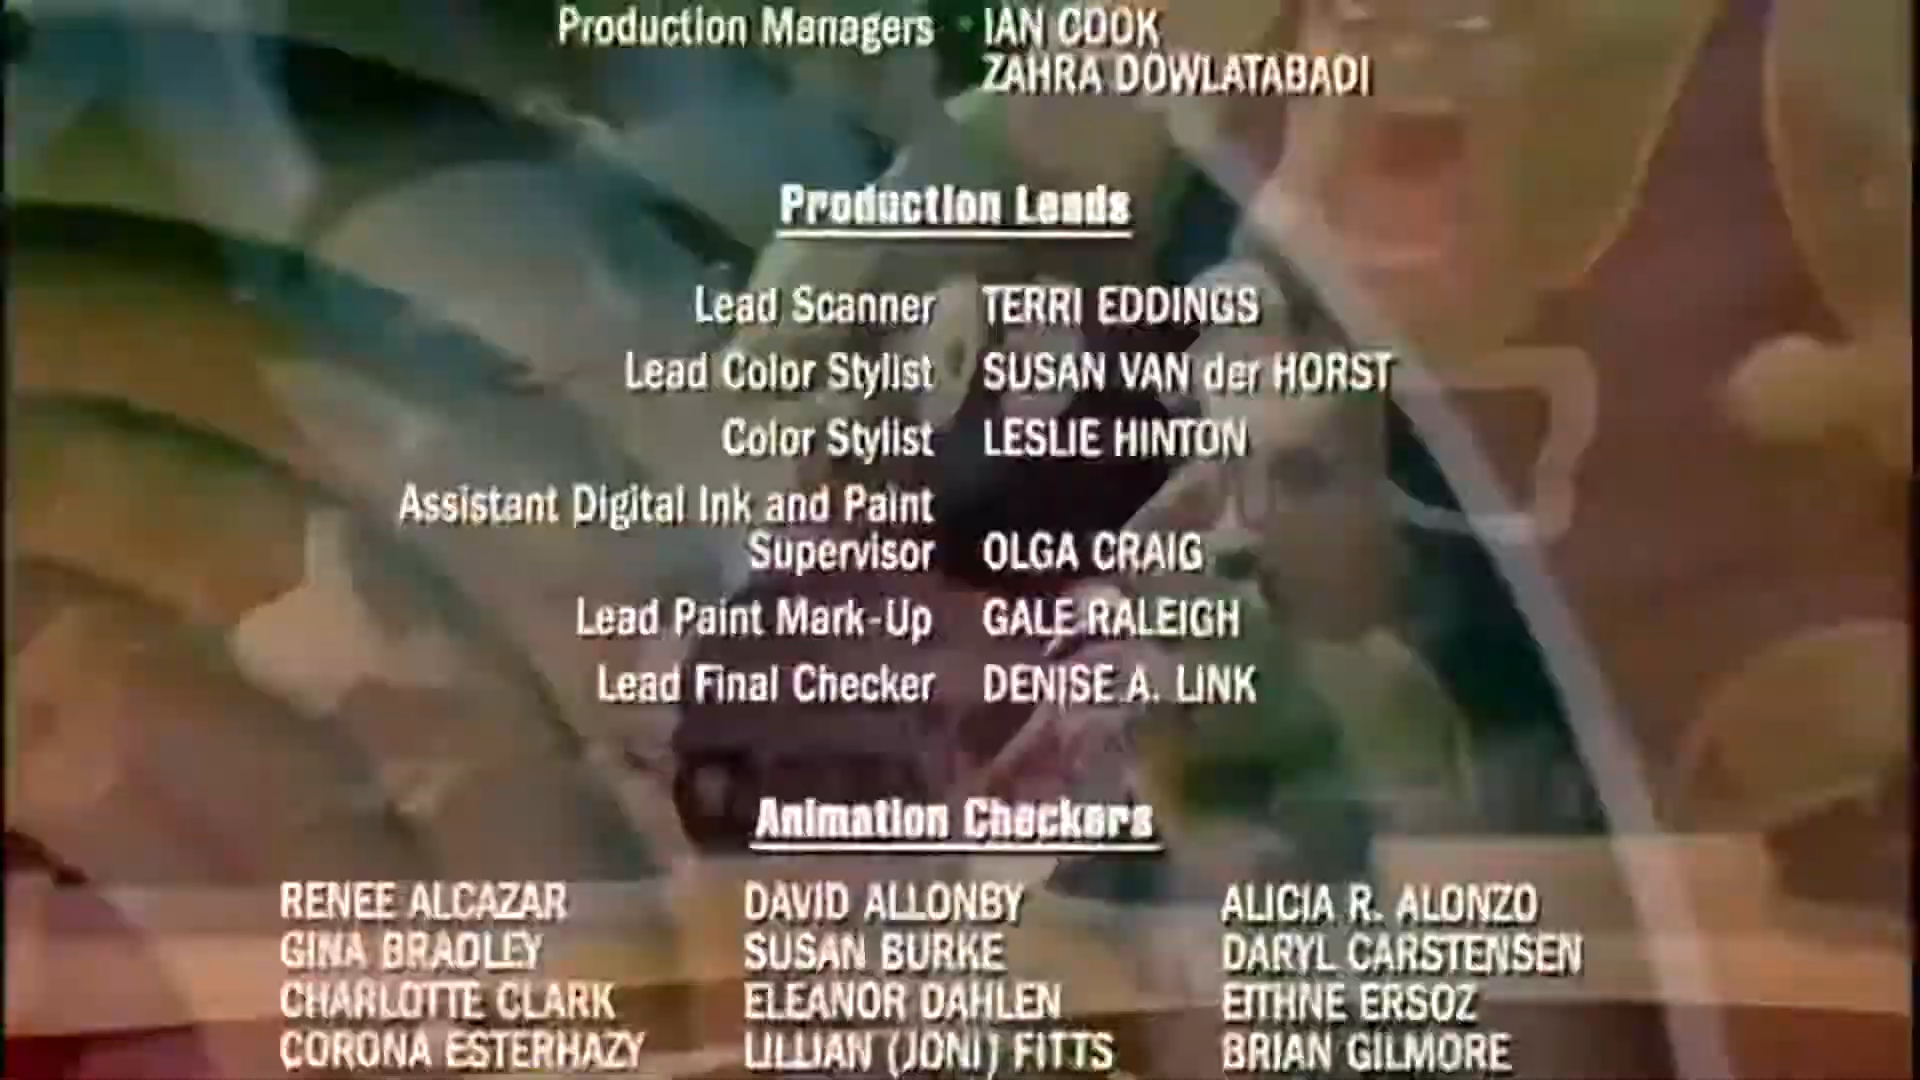 Production Managers IAN COOK
ZAHRA DOWLATABADI
Production Leads
Lead Scanner TERRI EDDINGS
Lead Color Stylist SUSAN VAN der HORST
Color Stylist LESLIE HINTON
Assistant Digital Ink and Paint
Supervisor OLGA CRAIG
Lead Paint Mark-Up GALE RALEIGH
Lead Final Checker DENISE A. LINK
Animation Checkers
RENEE ALCAZAR DAVID ALLONBY ALICIA R. ALONZO
GINA BRADLEY SUSAN BURKE DARYL CARSTENSEN
CHARLOTTE CLARK ELEANOR DAHLEN EITHNE ERSOZ
CORONA ESTERHAZY LILLIAN (JONI) FITTS BRIAN GILMORE